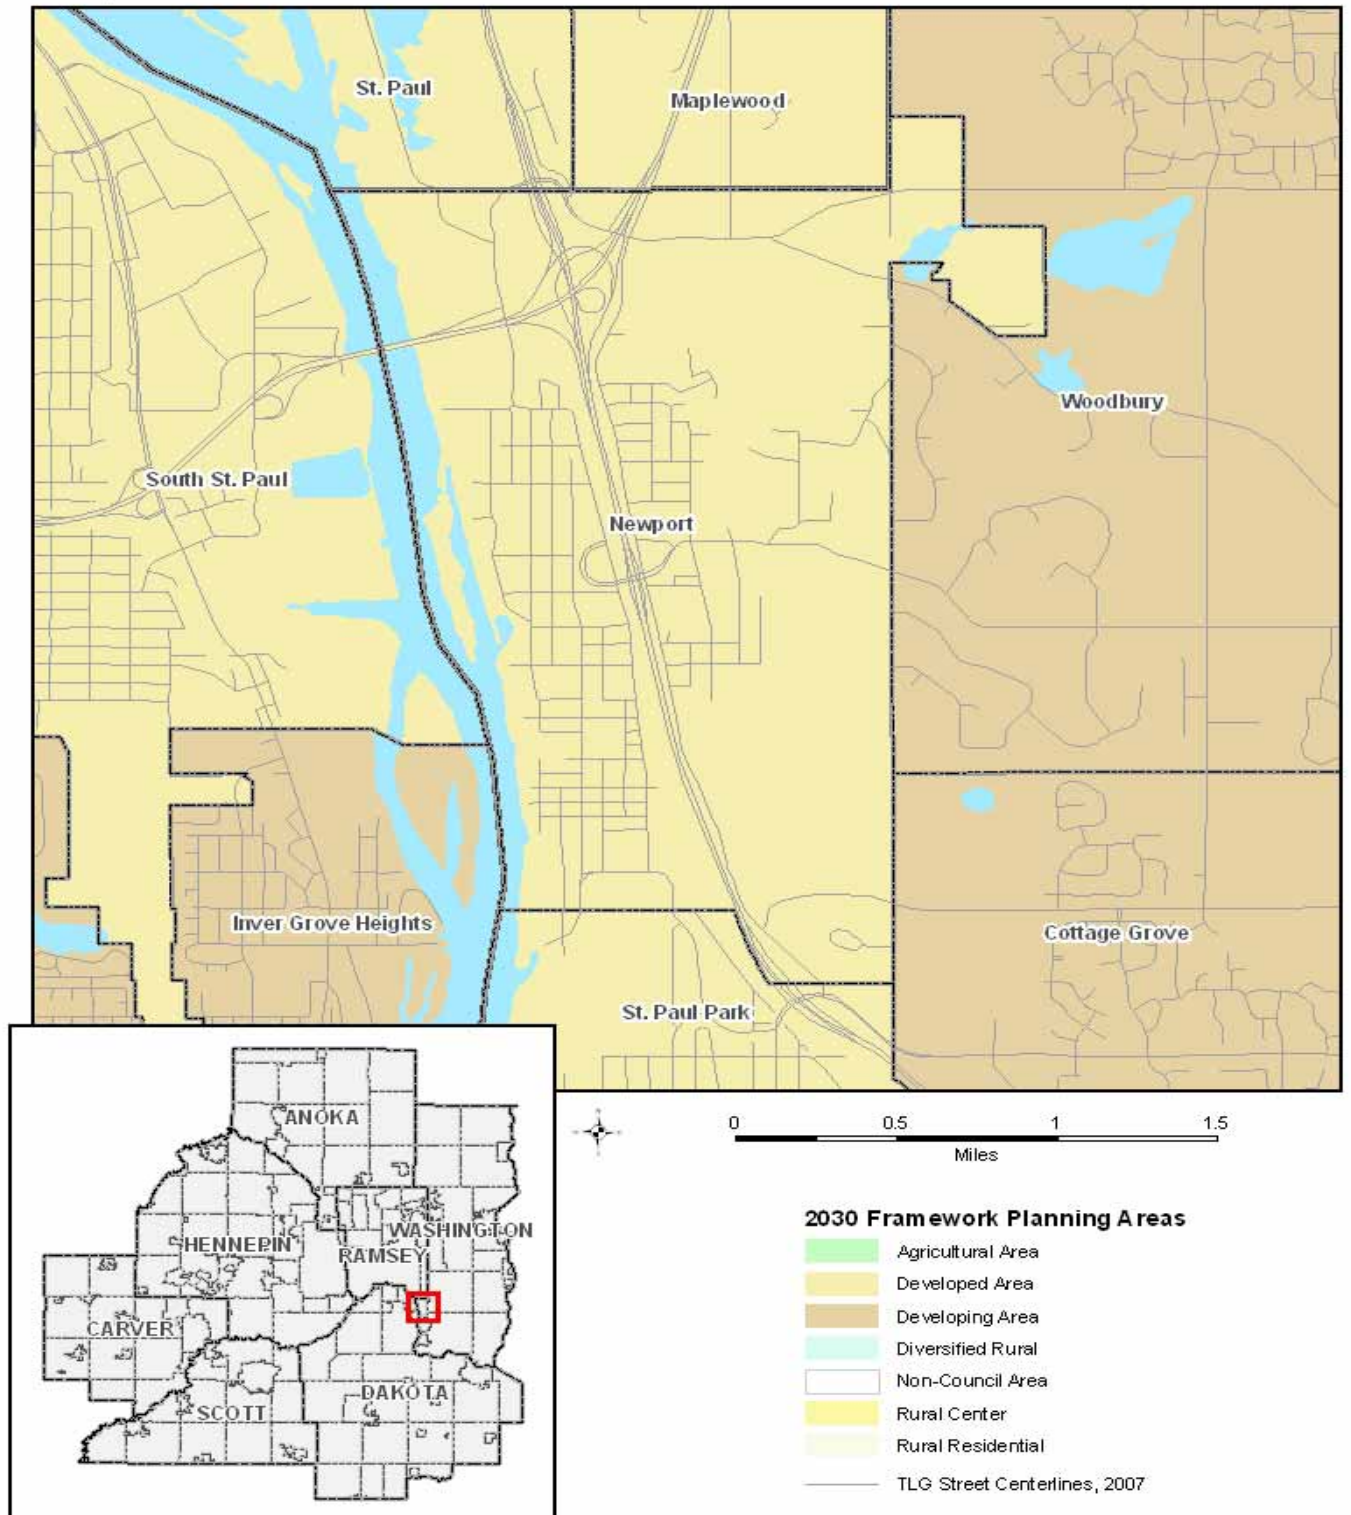 St. Paul
Maplewood
Woodbury
South St. Paul
Newport
Inver Grove Heights
Cottage Grove
St. Paul Park
ANOKA
WASHINGTON
HENNEPIN
RAMSEY
CARVER
DAKOTA
SCOTT
0 0.5 1 1.5
Miles
2030 Framework Planning Areas
Agricultural Area
Developed Area
Developing Area
Diversified Rural
Non-Council Area
Rural Center
Rural Residential
TLG Street Centerlines, 2007